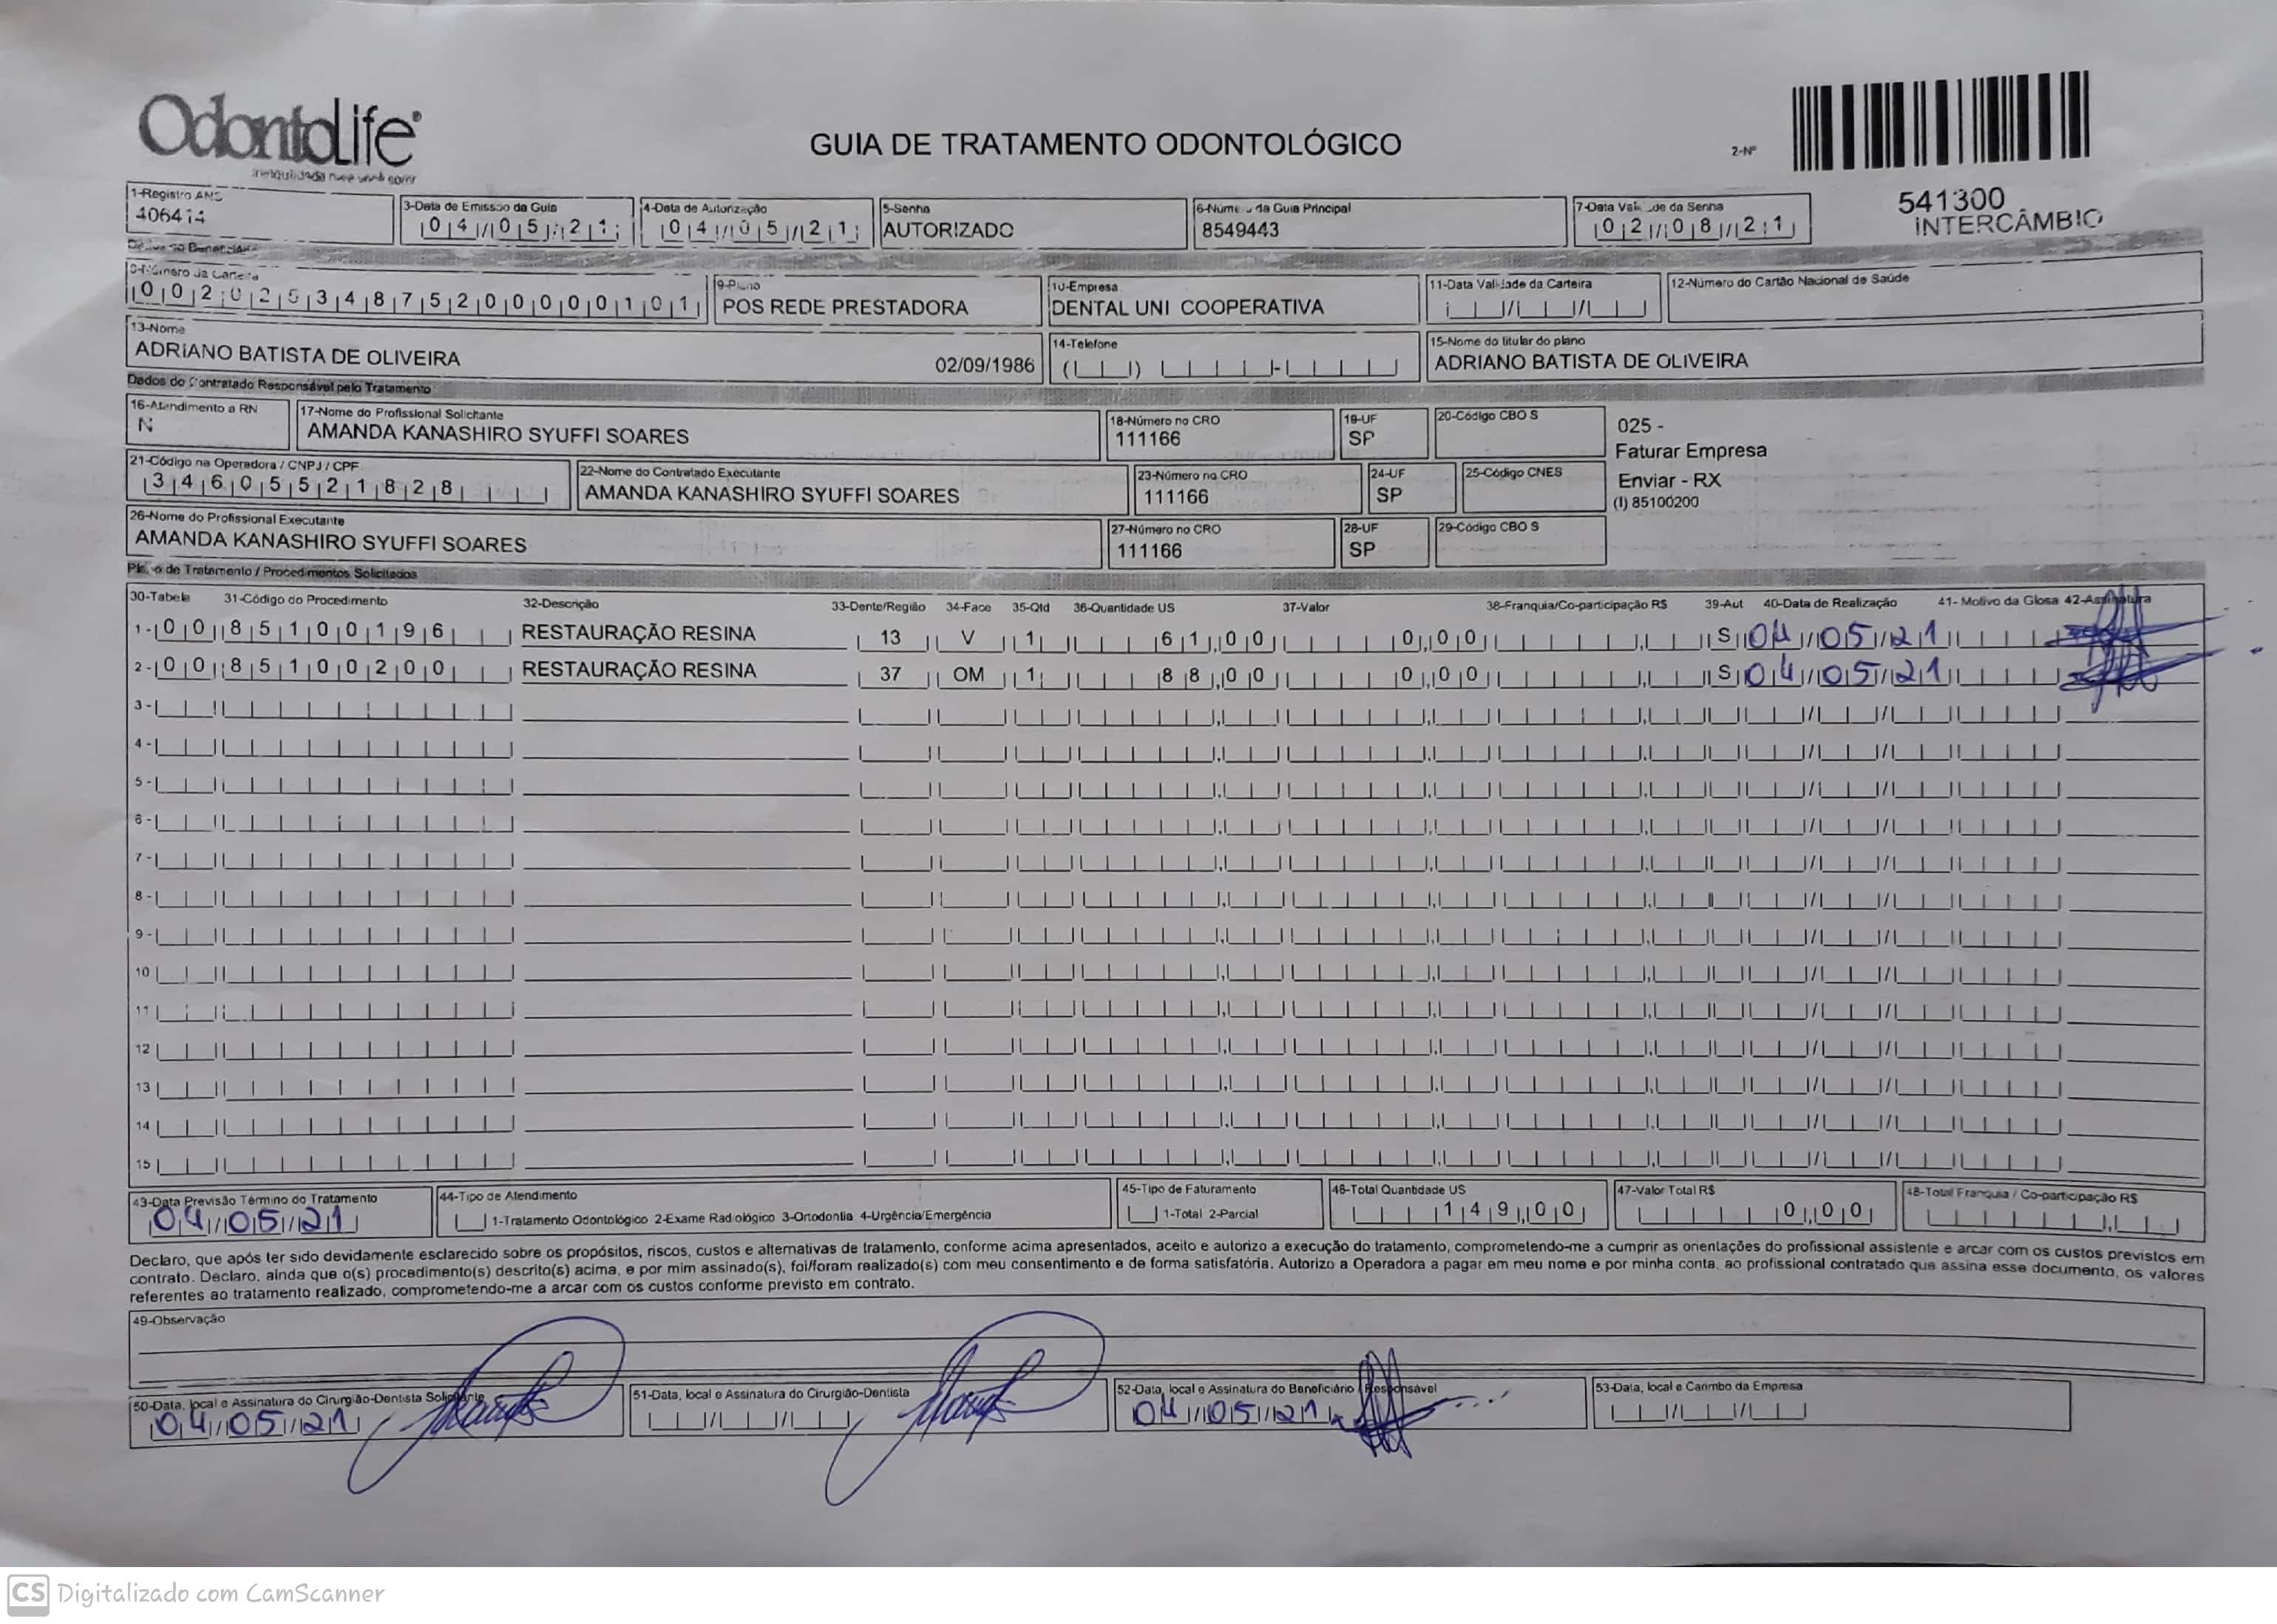 OdontoLife
GUIA DE TRATAMENTO ODONTOLÓGICO
2-Nº
541300
INTERCÂMBIO
1-Registro ANS
406414
3-Data de Emissão da Guia
04/05/21
4-Data de Autorização
04/05/21
5-Senha
AUTORIZADO
6-Número da Guia Principal
8549443
7-Data Validade da Senha
02/08/21
8-Número da Carteira
00202534875200000101
9-Plano
POS REDE PRESTADORA
10-Empresa
DENTAL UNI COOPERATIVA
11-Data Validade da Carteira
12-Número do Cartão Nacional de Saúde
13-Nome
ADRIANO BATISTA DE OLIVEIRA 02/09/1986
14-Telefone
15-Nome do titular do plano
ADRIANO BATISTA DE OLIVEIRA
Dados do Contratado Responsável pelo Tratamento
16-Atendimento a RN
N
17-Nome do Profissional Solicitante
AMANDA KANASHIRO SYUFFI SOARES
18-Número no CRO
111166
19-UF
SP
20-Código CBO S
025 -
Faturar Empresa
Enviar - RX
(I) 85100200
21-Código na Operadora / CNPJ / CPF
34605521828
22-Nome do Contratado Executante
AMANDA KANASHIRO SYUFFI SOARES
23-Número no CRO
111166
24-UF
SP
25-Código CNES
26-Nome do Profissional Executante
AMANDA KANASHIRO SYUFFI SOARES
27-Número no CRO
111166
28-UF
SP
29-Código CBO S
Plano de Tratamento / Procedimentos Solicitados
30-Tabela 31-Código do Procedimento 32-Descrição 33-Dente/Região 34-Face 35-Qtd 36-Quantidade US 37-Valor 38-Franquia/Co-participação R$ 39-Aut 40-Data de Realização 41- Motivo da Glosa 42-Assinatura
1- 00 85100196 RESTAURAÇÃO RESINA 13 V 1 61,00 0,00 S 04/05/21
2- 00 85100200 RESTAURAÇÃO RESINA 37 OM 1 88,00 0,00 S 04/05/21
3-
4-
5-
6-
7-
8-
9-
10
11
12
13
14
15
43-Data Previsão Término do Tratamento
04/05/21
44-Tipo de Atendimento
1-Tratamento Odontológico 2-Exame Radiológico 3-Ortodontia 4-Urgência/Emergência
45-Tipo de Faturamento
1-Total 2-Parcial
46-Total Quantidade US
149,00
47-Valor Total R$
0,00
48-Total Franquia / Co-participação R$
Declaro, que após ter sido devidamente esclarecido sobre os propósitos, riscos, custos e alternativas de tratamento, conforme acima apresentados, aceito e autorizo a execução do tratamento, comprometendo-me a cumprir as orientações do profissional assistente e arcar com os custos previstos em
contrato. Declaro, ainda que o(s) procedimento(s) descrito(s) acima, e por mim assinado(s), foi/foram realizado(s) com meu consentimento e de forma satisfatória. Autorizo a Operadora a pagar em meu nome e por minha conta, ao profissional contratado que assina esse documento, os valores
referentes ao tratamento realizado, comprometendo-me a arcar com os custos conforme previsto em contrato.
49-Observação
50-Data, local e Assinatura do Cirurgião-Dentista Solicitante
04/05/21
51-Data, local e Assinatura do Cirurgião-Dentista
52-Data, local e Assinatura do Beneficiário / Responsável
04/05/21
53-Data, local e Carimbo da Empresa
CS Digitalizado com CamScanner